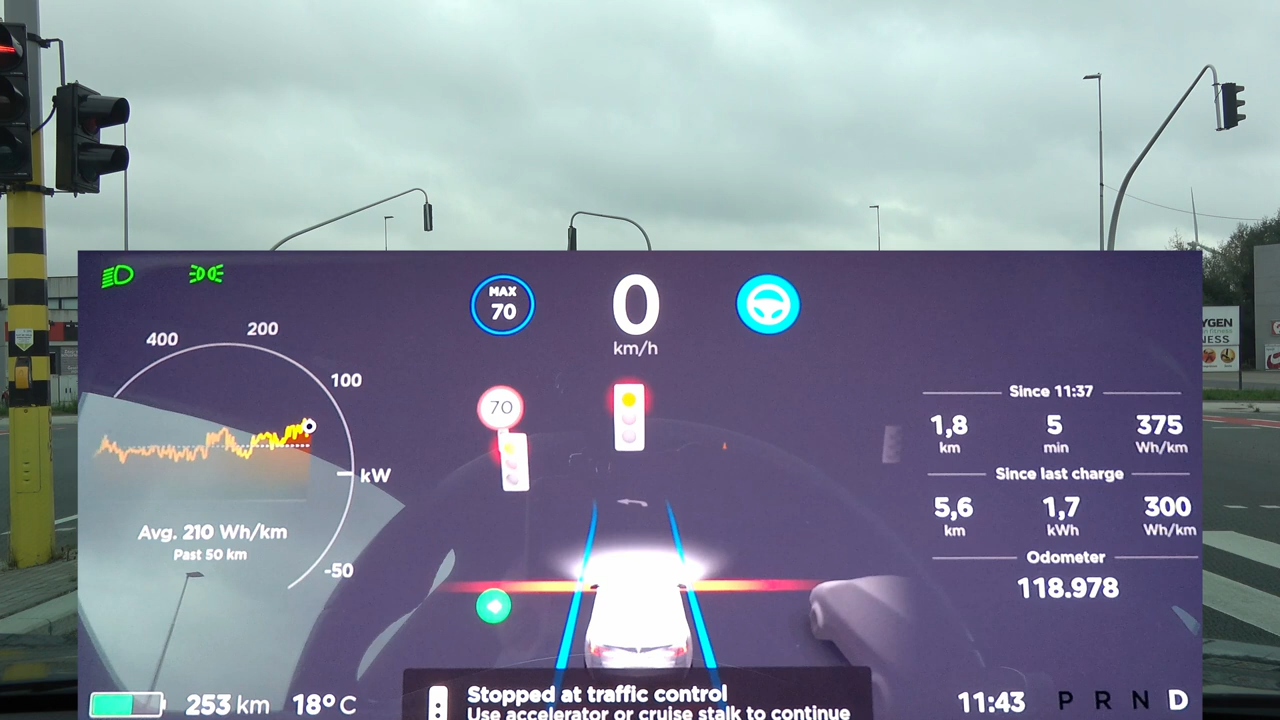 MAX
70
0
km/h
400
200
100
kW
-50
Avg. 210 Wh/km
Past 50 km
70
Since 11:37
1,8 5 375
km min Wh/km
Since last charge
5,6 1,7 300
km kWh Wh/km
Odometer
118.978
YGEN
fitness
NESS
253 km 18°C
Stopped at traffic control
Use accelerator or cruise stalk to continue
11:43 P R N D